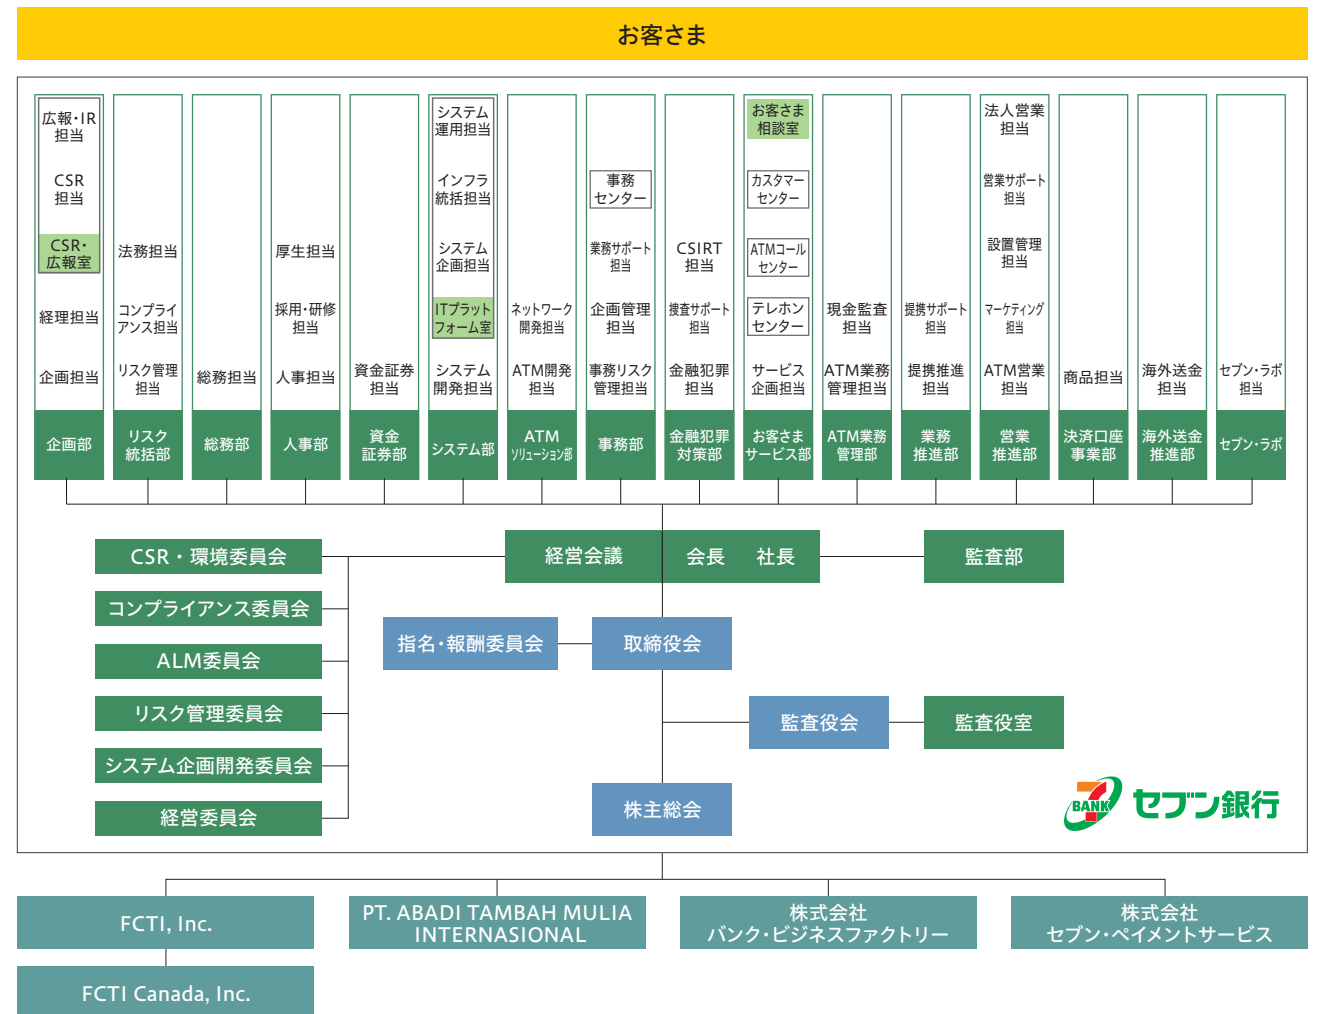 お客さま
広報・IR
担当
CSR
担当
CSR・
広報室
経理担当
企画担当
企画部
法務担当
コンプライ
アンス担当
リスク管理
担当
リスク
統括部
総務担当
総務部
厚生担当
採用・研修
担当
人事担当
人事部
資金証券
担当
資金
証券部
システム
運用担当
インフラ
統括担当
システム
企画担当
ITプラット
フォーム室
システム
開発担当
システム部
ネットワーク
開発担当
ATM開発
担当
ATM
ソリューション部
事務
センター
業務サポート
担当
企画管理
担当
事務リスク
管理担当
事務部
CSIRT
担当
捜査サポート
担当
金融犯罪
担当
金融犯罪
対策部
お客さま
相談室
カスタマー
センター
ATMコール
センター
テレホン
センター
サービス
企画担当
お客さま
サービス部
現金監査
担当
ATM業務
管理担当
ATM業務
管理部
提携サポート
担当
提携推進
担当
業務
推進部
法人営業
担当
営業サポート
担当
設置管理
担当
マーケティング
担当
ATM営業
担当
営業
推進部
商品担当
決済口座
事業部
海外送金
担当
海外送金
推進部
セブン・ラボ
担当
セブン・ラボ
CSR・環境委員会
コンプライアンス委員会
ALM委員会
リスク管理委員会
システム企画開発委員会
経営委員会
経営会議
会長 社長
監査部
指名・報酬委員会
取締役会
監査役会
監査役室
株主総会
7
BANK
セブン銀行
FCTI, Inc.
FCTI Canada, Inc.
PT. ABADI TAMBAH MULIA
INTERNASIONAL
株式会社
バンク・ビジネスファクトリー
株式会社
セブン・ペイメントサービス